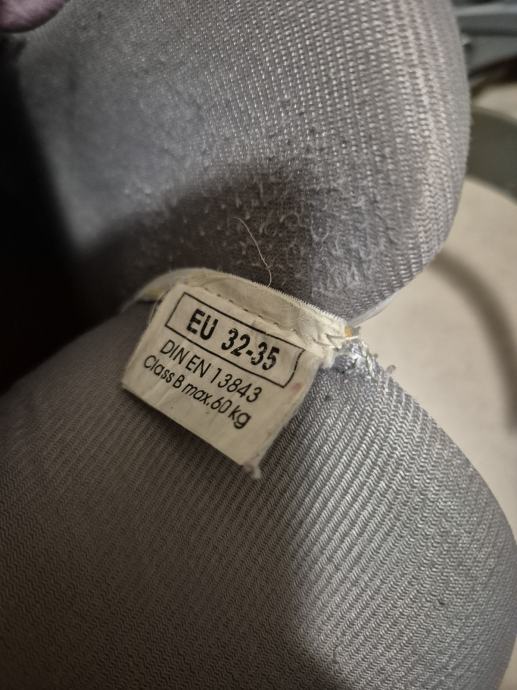 EU 32-35
DIN EN 13843
Class B max. 60 kg